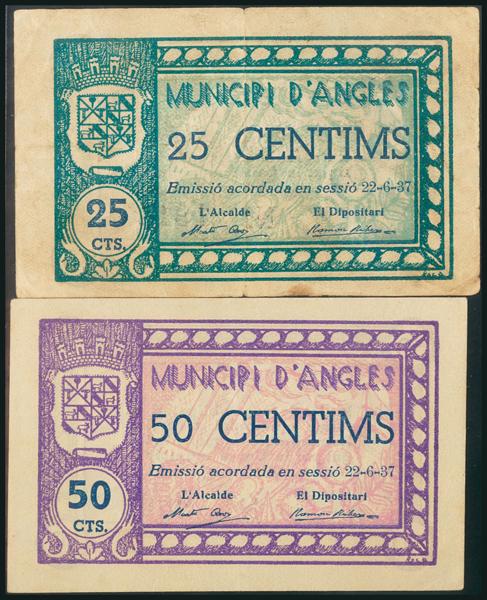 MUNICIPI D'ANGLES
25 CENTIMS
Emissió acordada en sessió 22-6-37
L'Alcalde El Dipositari
25
CTS.
MUNICIPI D'ANGLES
50 CENTIMS
Emissió acordada en sessió 22-6-37
L'Alcalde El Dipositari
50
CTS.